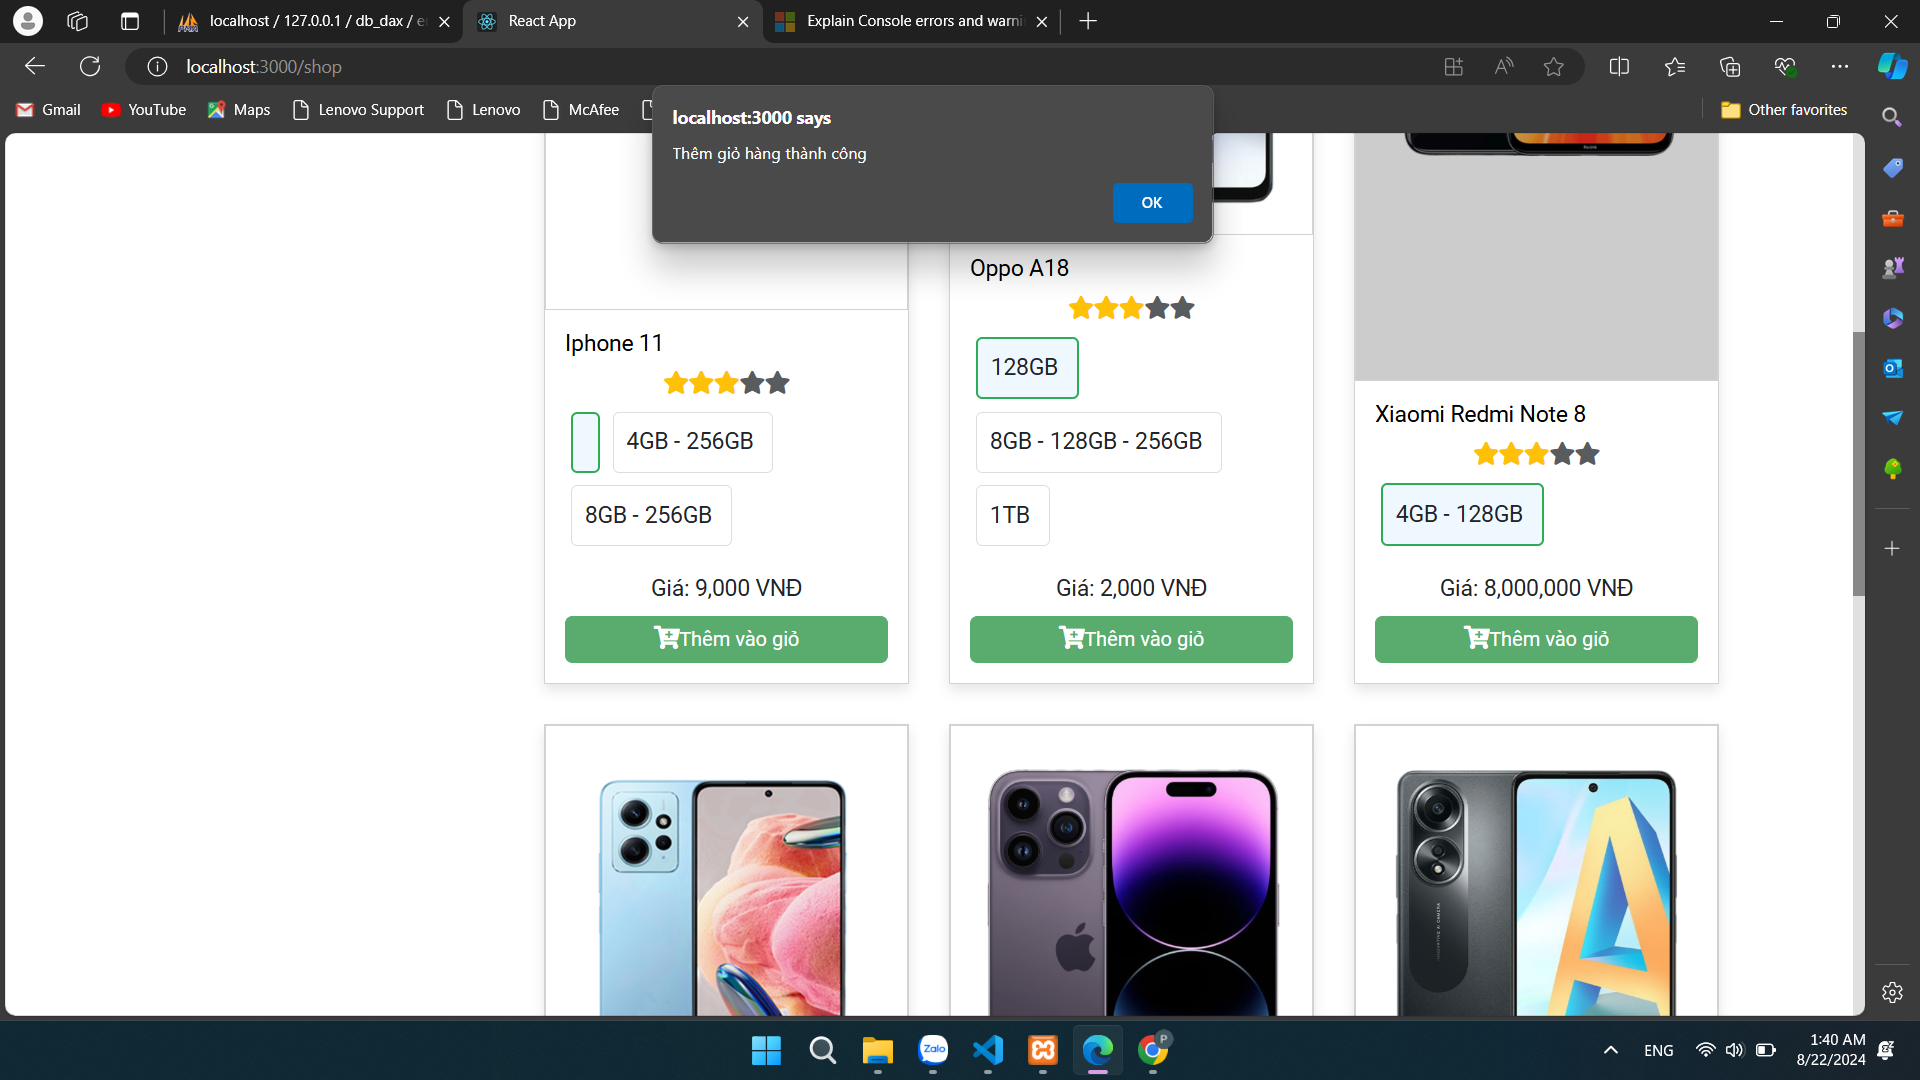 localhost / 127.0.0.1 / db_dax / e
React App
Explain Console errors and warni
localhost:3000/shop
Gmail
YouTube
Maps
Lenovo Support
Lenovo
McAfee
Other favorites
localhost:3000 says
Thêm giỏ hàng thành công
OK
Iphone 11
4GB - 256GB
8GB - 256GB
Giá: 9,000 VNĐ
Thêm vào giỏ
Oppo A18
128GB
8GB - 128GB - 256GB
1TB
Giá: 2,000 VNĐ
Thêm vào giỏ
Xiaomi Redmi Note 8
4GB - 128GB
Giá: 8,000,000 VNĐ
Thêm vào giỏ
Zalo
P
ENG
1:40 AM
8/22/2024